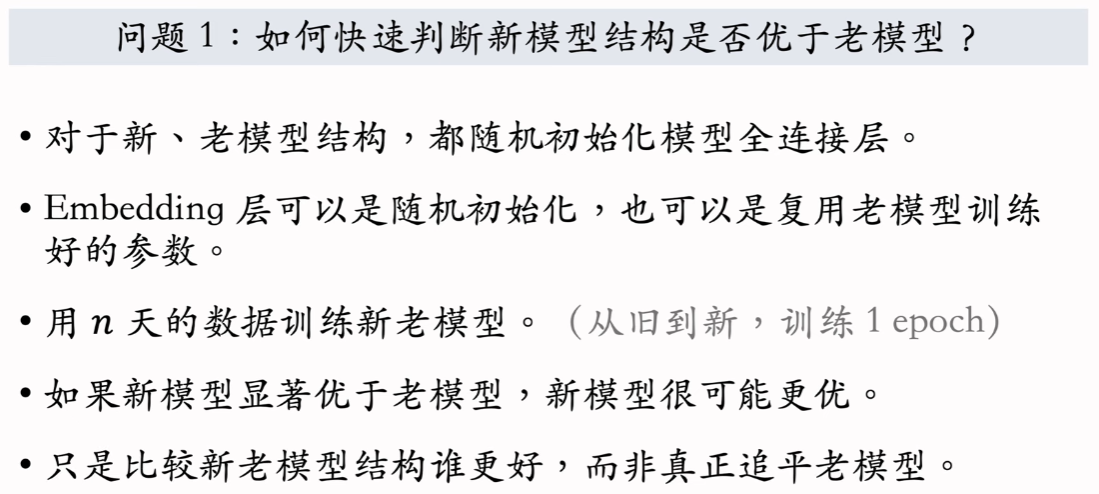 问题 1：如何快速判断新模型结构是否优于老模型？
• 对于新、老模型结构，都随机初始化模型全连接层。
• Embedding 层可以是随机初始化，也可以是复用老模型训练
好的参数。
• 用 n 天的数据训练新老模型。（从旧到新，训练 1 epoch）
• 如果新模型显著优于老模型，新模型很可能更优。
• 只是比较新老模型结构谁更好，而非真正追平老模型。